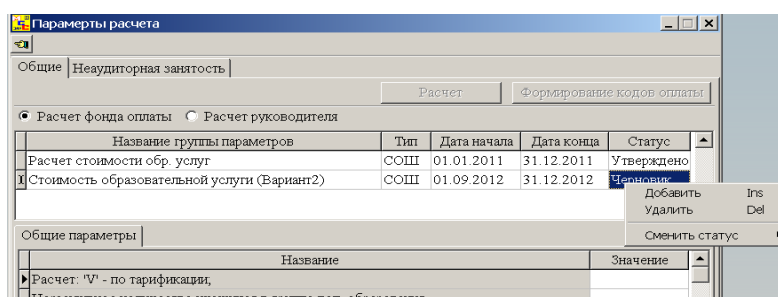 Парамерты расчета
Общие Неаудиторная занятость
Расчет Формирование кодов оплаты
Расчет фонда оплаты Расчет руководителя
Название группы параметров Тип Дата начала Дата конца Статус
Расчет стоимости обр. услуг СОШ 01.01.2011 31.12.2011 Утверждено
Стоимость образовательной услуги (Вариант2) СОШ 01.09.2012 31.12.2012 Черновик
Добавить Ins
Удалить Del
Сменить статус
Общие параметры
Название Значение
Расчет: 'V' - по тарификации;